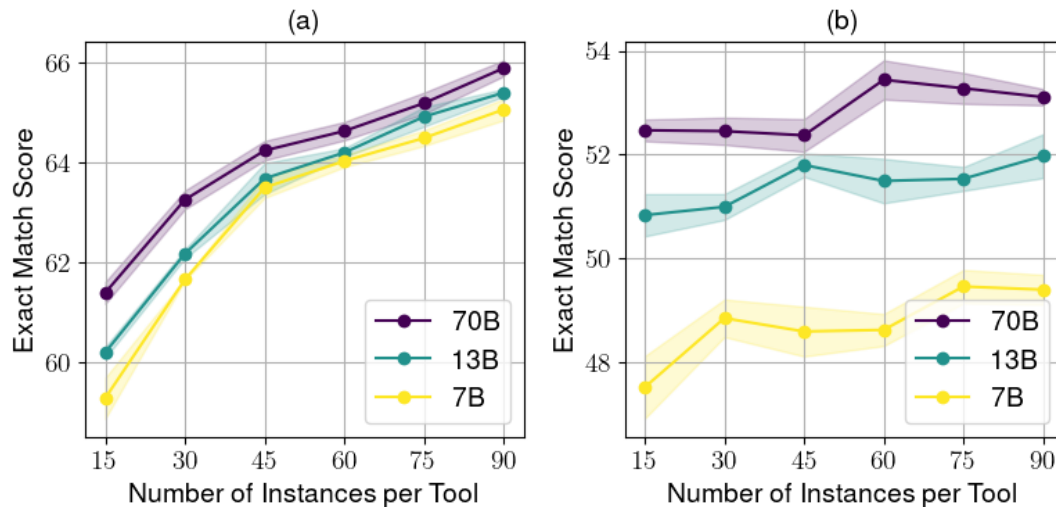 (a)
66
64
62
60
Exact Match Score
70B
13B
7B
15 30 45 60 75 90
Number of Instances per Tool
(b)
54
52
50
48
Exact Match Score
70B
13B
7B
15 30 45 60 75 90
Number of Instances per Tool